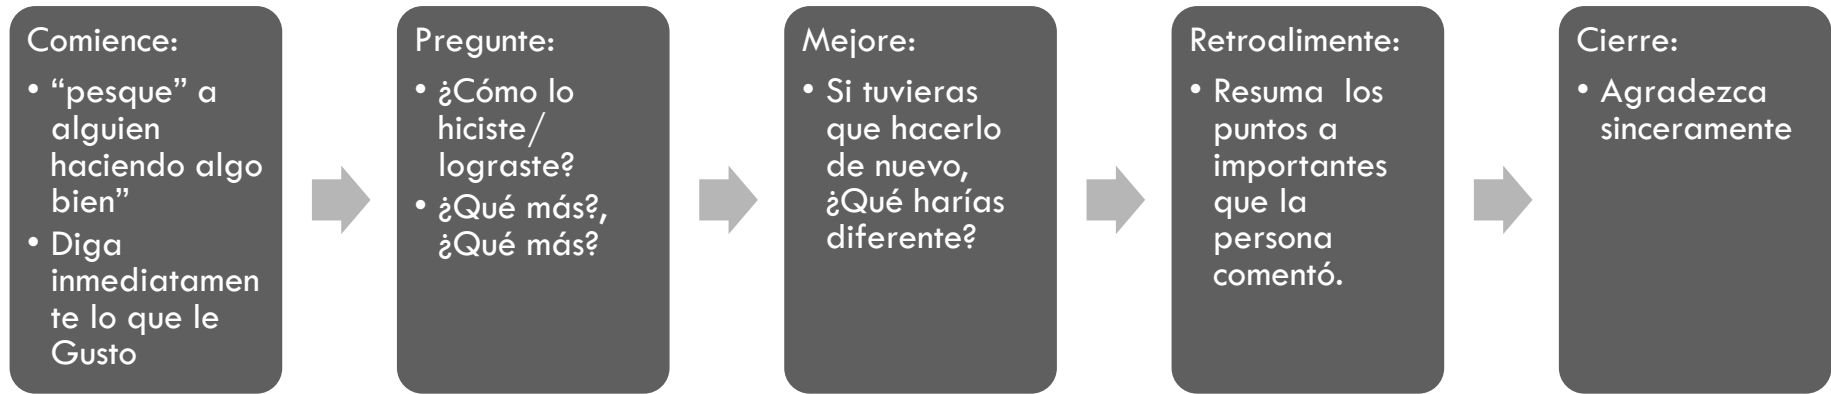 Comience:
• “pesque” a
alguien
haciendo algo
bien”
• Diga
inmediatamen
te lo que le
Gusto
Pregunte:
• ¿Cómo lo
hiciste/
lograste?
• ¿Qué más?,
¿Qué más?
Mejore:
• Si tuvieras
que hacerlo
de nuevo,
¿Qué harías
diferente?
Retroalimente:
• Resuma  los
puntos a
importantes
que la
persona
comentó.
Cierre:
• Agradezca
sinceramente